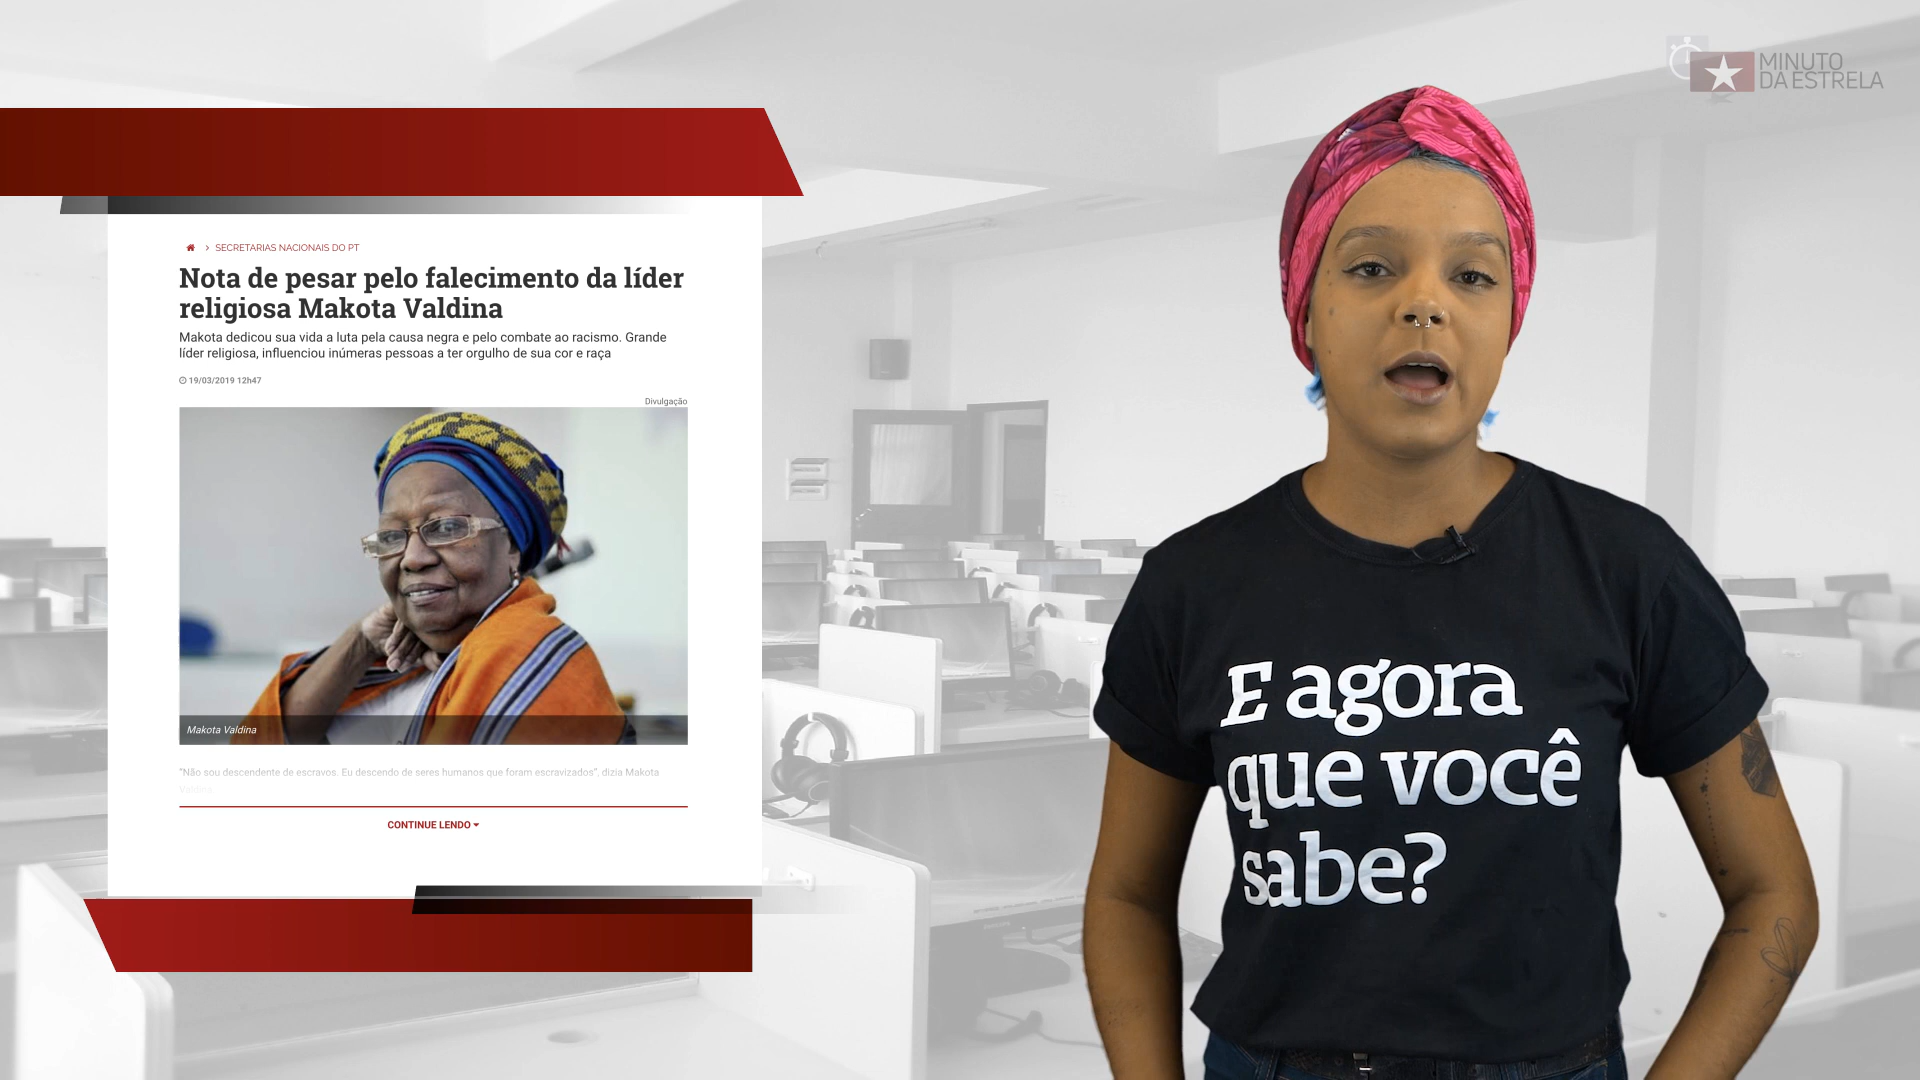 MINUTO
DA ESTRELA
SECRETARIAS NACIONAIS DO PT
Nota de pesar pelo falecimento da líder
religiosa Makota Valdina
Makota dedicou sua vida a luta pela causa negra e pelo combate ao racismo. Grande
líder religiosa, influenciou inúmeras pessoas a ter orgulho de sua cor e raça
19/03/2019 12h47
Divulgação
Makota Valdina
"Não sou descendente de escravos. Eu descendo de seres humanos que foram escravizados", dizia Makota
Valdina.
CONTINUE LENDO
E agora
que você
sabe?